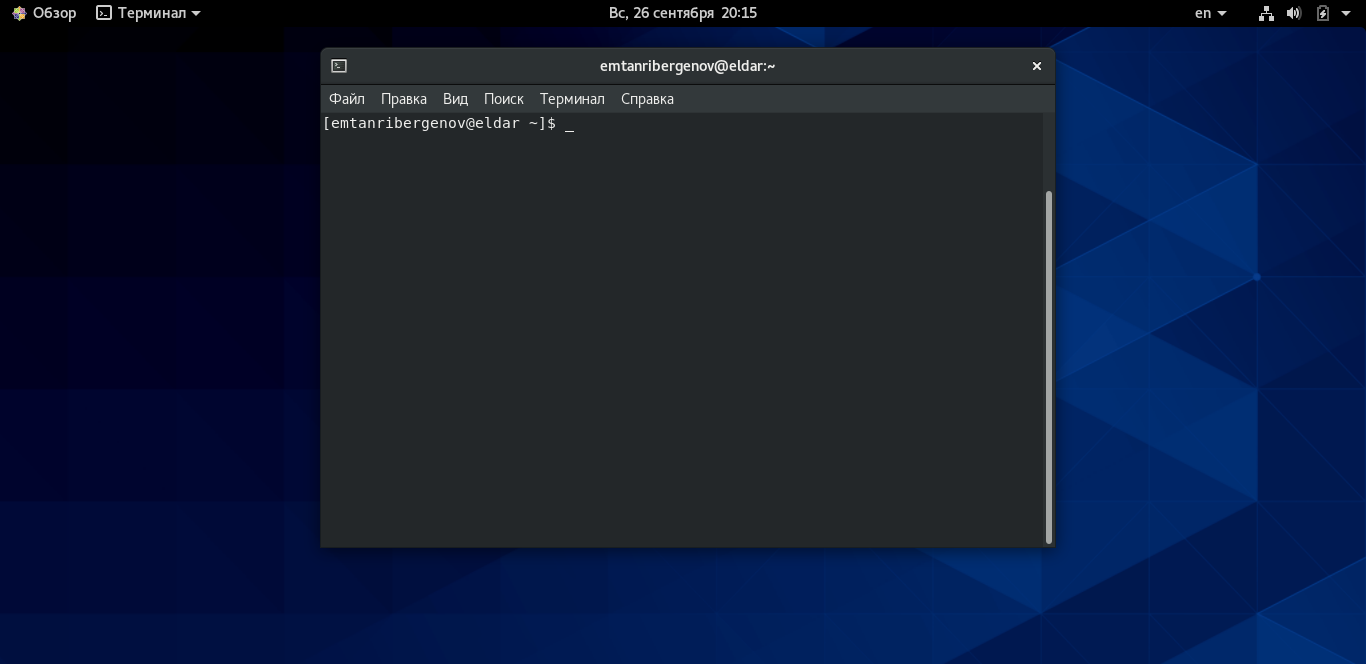 Обзор Терминал Вс, 26 сентября 20:15 en
emtanribergenov@eldar:~
Файл Правка Вид Поиск Терминал Справка
[emtanribergenov@eldar ~]$ _